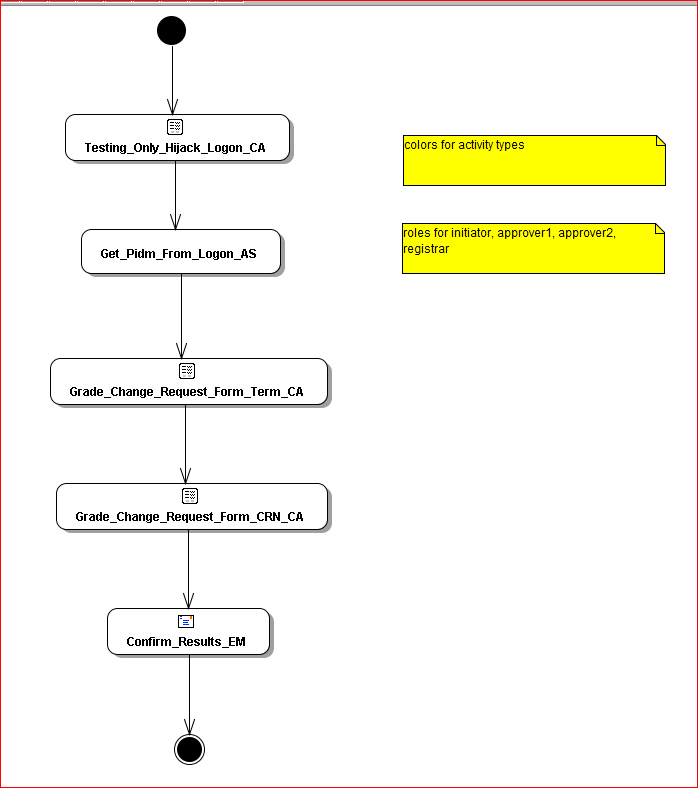 Testing_Only_Hijack_Logon_CA
colors for activity types
Get_Pidm_From_Logon_AS
roles for initiator, approver1, approver2,
registrar
Grade_Change_Request_Form_Term_CA
Grade_Change_Request_Form_CRN_CA
Confirm_Results_EM